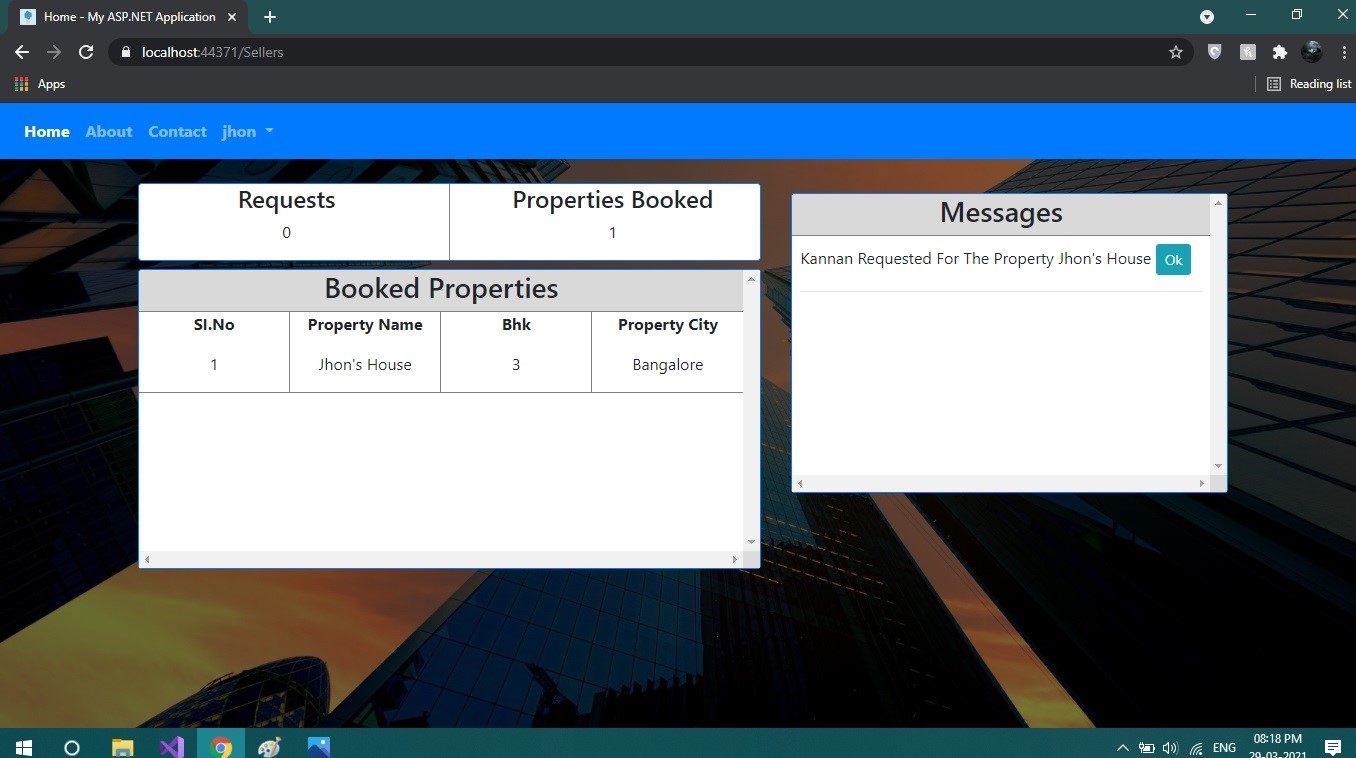 Home - My ASP.NET Application
localhost:44371/Sellers
Apps
Reading list
Home About Contact jhon
Requests Properties Booked
0 1
Booked Properties
SI.No Property Name Bhk Property City
1 Jhon's House 3 Bangalore
Messages
Kannan Requested For The Property Jhon's House Ok
ENG
08:18 PM
29-03-2021